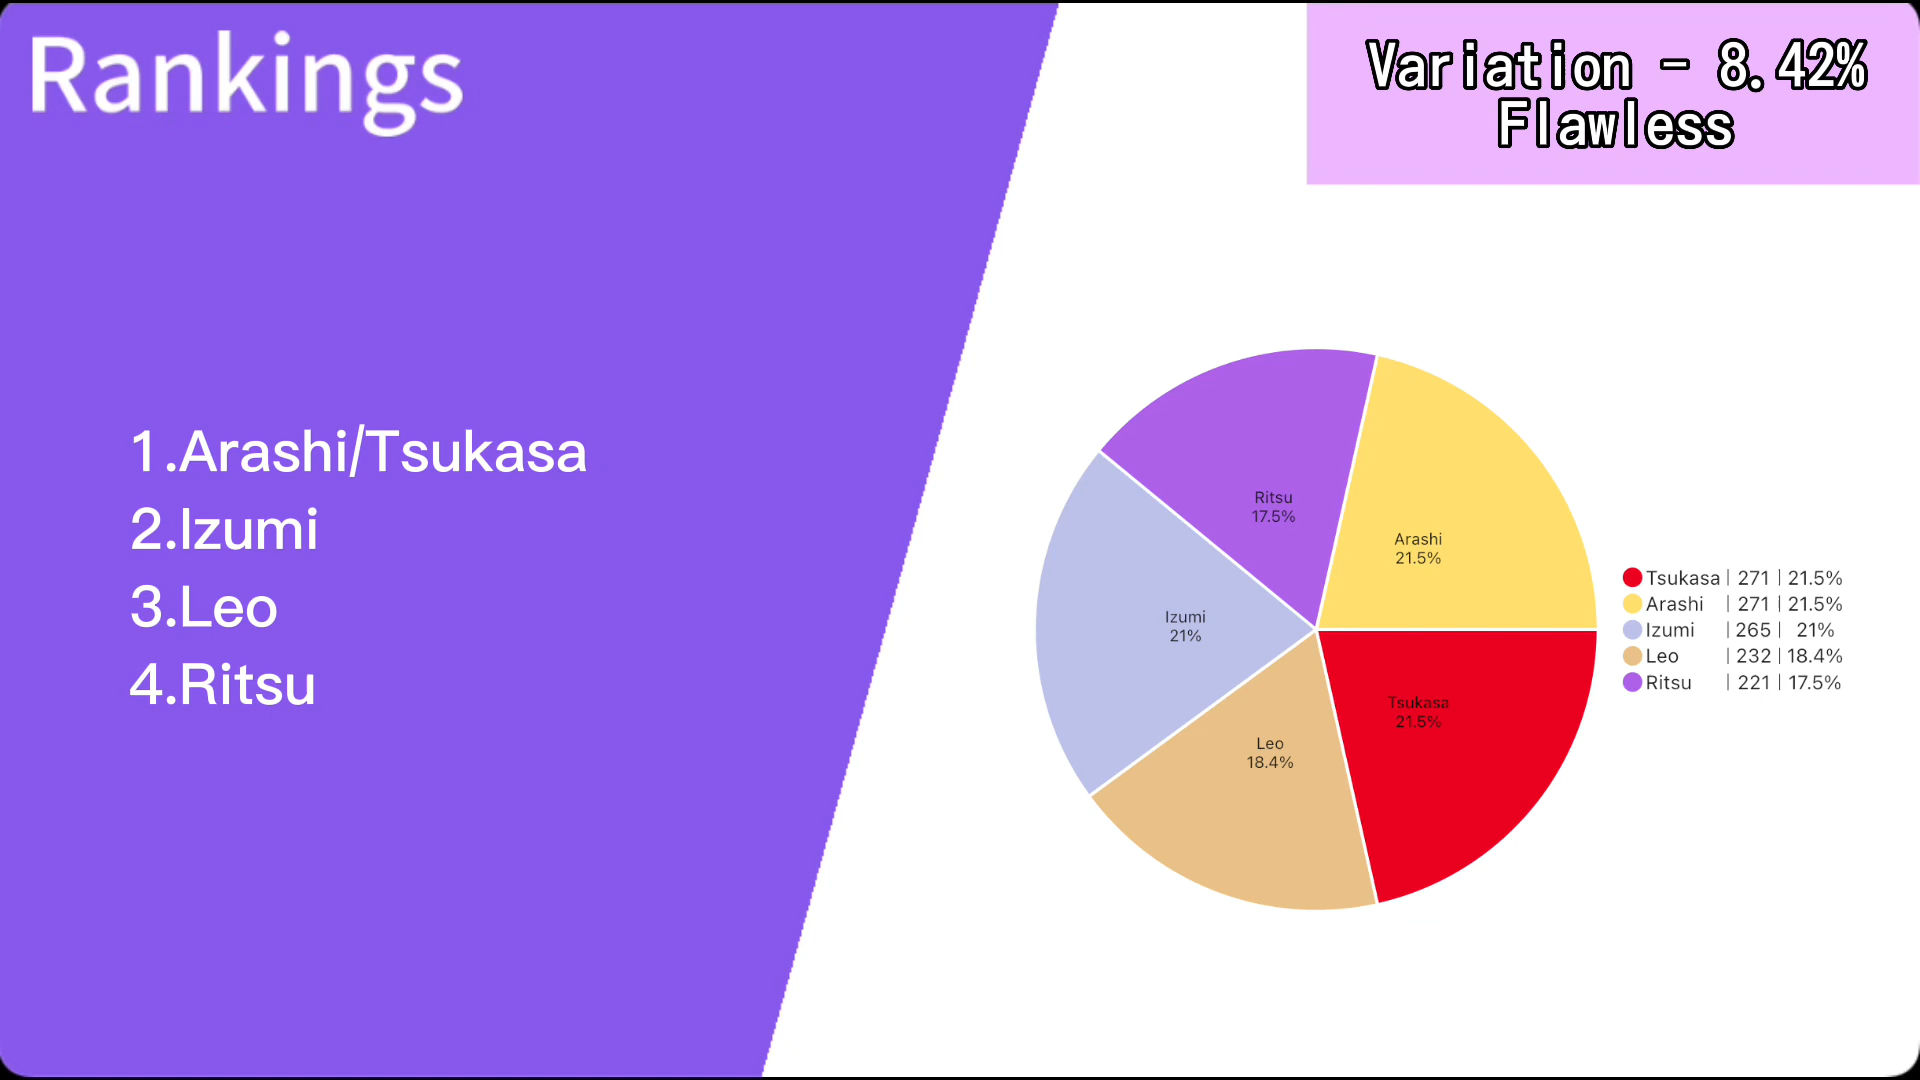 Rankings
Variation - 8.42%
Flawless
1.Arashi/Tsukasa
2.Izumi
3.Leo
4.Ritsu
Ritsu
17.5%
Arashi
21.5%
Izumi
21%
Tsukasa
21.5%
Leo
18.4%
Tsukasa | 271 | 21.5%
Arashi | 271 | 21.5%
Izumi | 265 | 21%
Leo | 232 | 18.4%
Ritsu | 221 | 17.5%